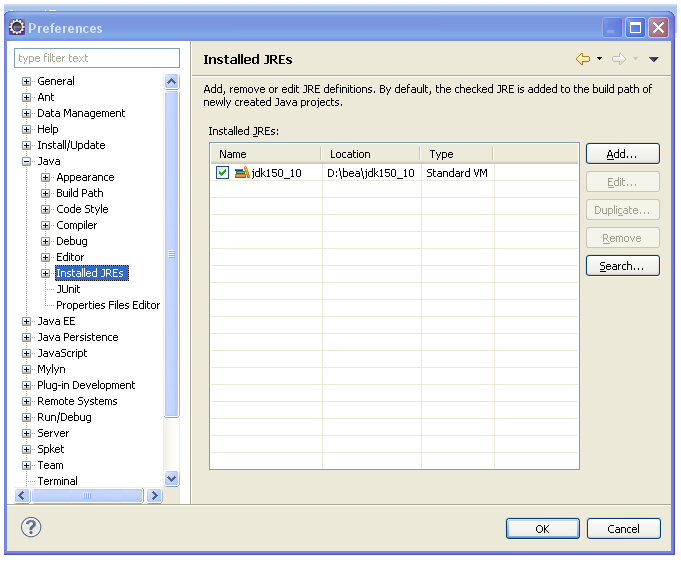 Preferences
type filter text
General
Ant
Data Management
Help
Install/Update
Java
Appearance
Build Path
Code Style
Compiler
Debug
Editor
Installed JREs
JUnit
Properties Files Editor
Java EE
Java Persistence
JavaScript
Mylyn
Plug-in Development
Remote Systems
Run/Debug
Server
Spket
Team
Terminal
Installed JREs
Add, remove or edit JRE definitions. By default, the checked JRE is added to the build path of
newly created Java projects.
Installed JREs:
Name Location Type
jdk150_10 D:\bea\jdk150_10 Standard VM
Add...
Edit...
Duplicate...
Remove
Search...
?
OK Cancel